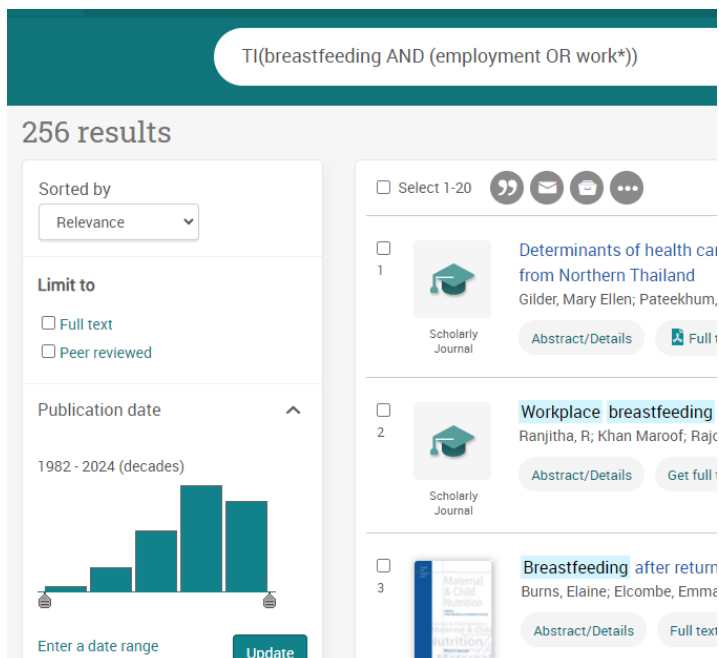 TI(breastfeeding AND (employment OR work*))
256 results
Sorted by
Relevance
Limit to
Full text
Peer reviewed
Publication date
1982 - 2024 (decades)
Enter a date range
Update
Select 1-20
1
Determinants of health car
from Northern Thailand
Gilder, Mary Ellen; Pateekhum,
Scholarly
Journal
Abstract/Details
Full t
2
Workplace breastfeeding
Ranjitha, R; Khan Maroof; Rajo
Scholarly
Journal
Abstract/Details
Get full t
3
Maternal
& Child
Nutrition
Breastfeeding after return
Burns, Elaine; Elcombe, Emma
Abstract/Details
Full text